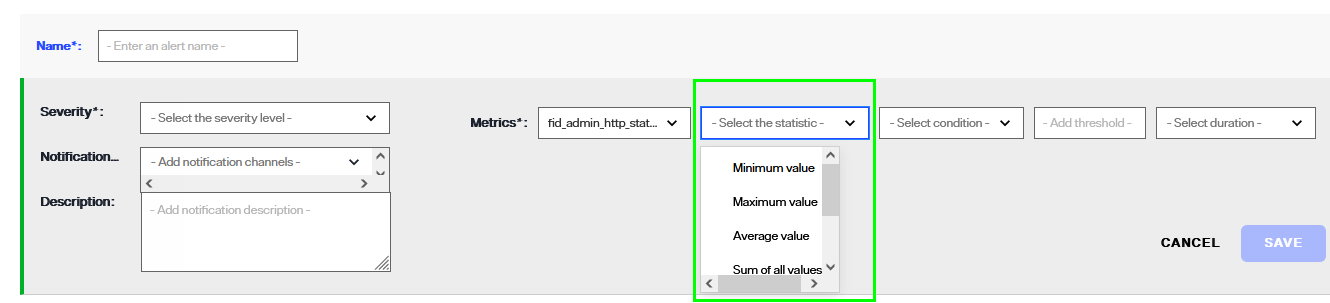 Name*:
- Enter an alert name -
Severity*:
- Select the severity level -
Metrics*:
fid_admin_http_stat...
- Select the statistic -
- Select condition -
- Add threshold -
- Select duration -
Notification...
- Add notification channels -
Description:
- Add notification description -
Minimum value
Maximum value
Average value
Sum of all values
CANCEL
SAVE